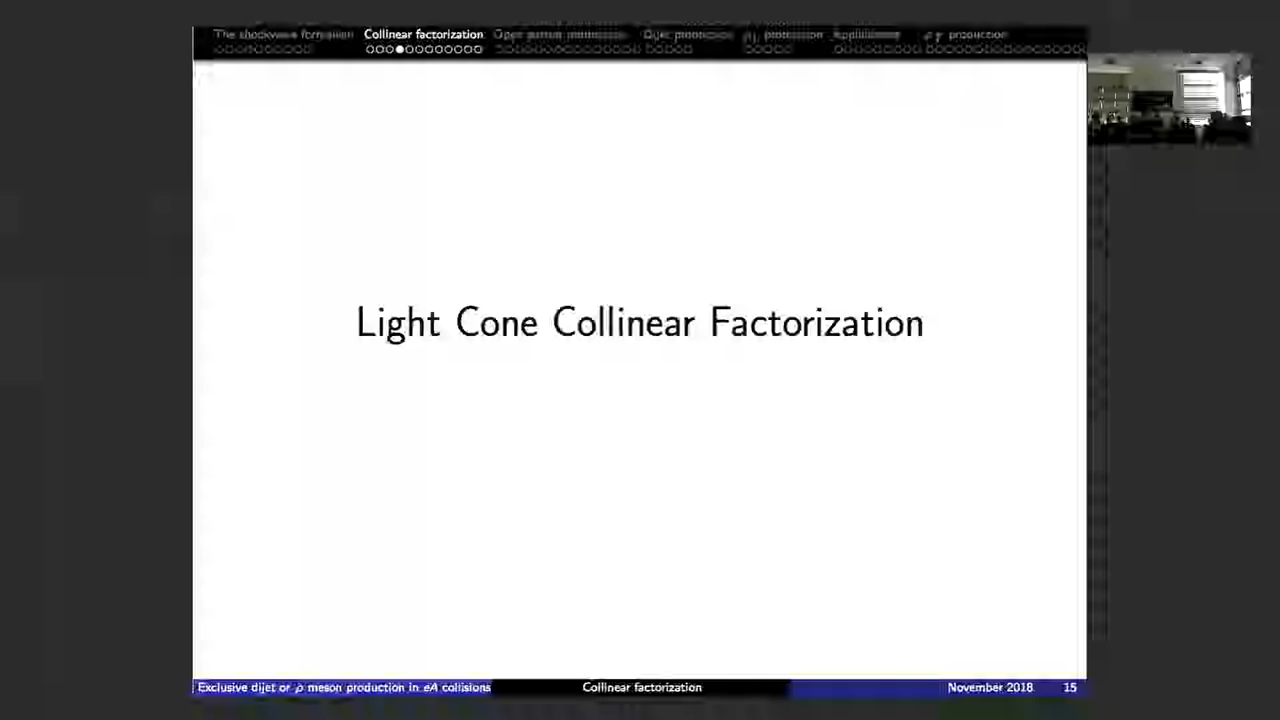 The shockwave formalism Collinear factorization Open parton production Dijet production production Applications production
Light Cone Collinear Factorization
Exclusive dijet or ρ meson production in eA collisions Collinear factorization November 2018 15